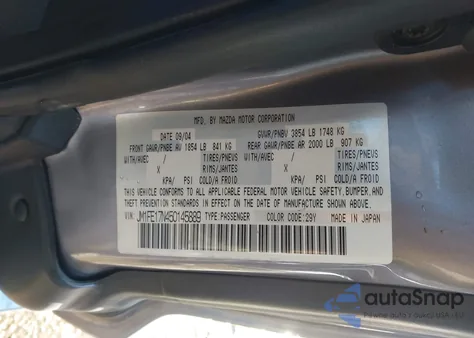 MFD. BY MAZDA MOTOR CORPORATION
DATE 09/04 GVWR/PNBV 3854 LB 1748 KG
FRONT GAWR/PNBE AV 1854 LB 841 KG REAR GAWR/PNBE AR 2000 LB 907 KG
WITH/AVEC / TIRES/PNEUS WITH/AVEC / TIRES/PNEUS
X RIMS/JANTES X RIMS/JANTES
KPA/ PSI COLD/A FROID KPA/ PSI COLD/A FROID
THIS VEHICLE CONFORMS TO ALL APPLICABLE FEDERAL MOTOR VEHICLE SAFETY, BUMPER, AND
THEFT PREVENTION STANDARDS IN EFFECT ON THE DATE OF MANUFACTURE SHOWN ABOVE.
VIN: JM1FE17N450145889 TYPE PASSENGER COLOR CODE:29Y MADE IN JAPAN
autoSnap